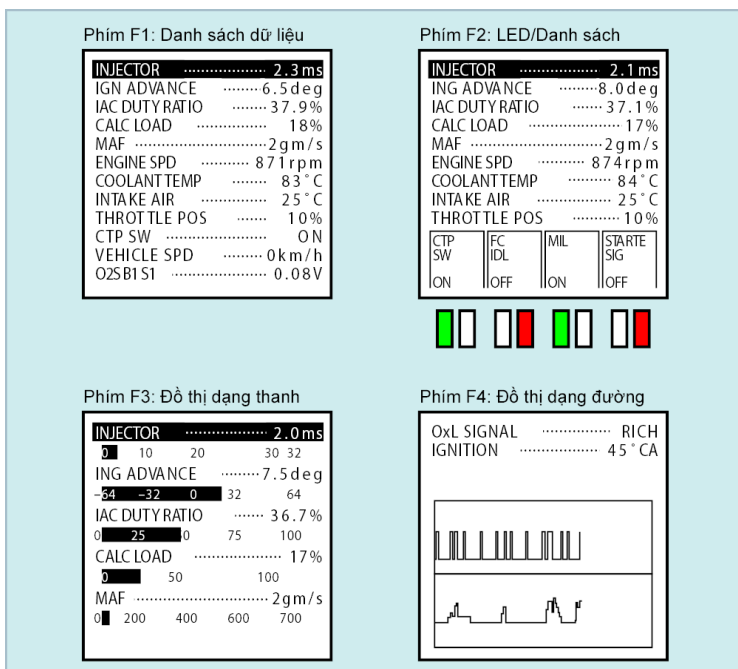 Phím F1: Danh sách dữ liệu
INJECTOR ·················· 2.3ms
IGN ADVANCE ········6.5deg
IAC DUTY RATIO ······· 37.9%
CALC LOAD ··············· 18%
MAF ·························2gm/s
ENGINE SPD ··········· 871rpm
COOLANT TEMP ········ 83°C
INTAKE AIR ··············· 25°C
THROTTLE POS ······ 10%
CTP SW ····················· ON
VEHICLE SPD ·········0km/h
O2SB1S1 ··················· 0.08V
Phím F2: LED/Danh sách
INJECTOR ··················· 2.1ms
ING ADVANCE ·········8.0deg
IAC DUTY RATIO ······· 37.1%
CALC LOAD ················· 17%
MAF ·························2gm/s
ENGINE SPD ··········· 874rpm
COOLANT TEMP ········ 84°C
INTAKE AIR ················· 25°C
THROTTLE POS ··········· 10%
CTP SW ON
FC IDL OFF
MIL ON
STARTE SIG OFF
Phím F3: Đồ thị dạng thanh
INJECTOR ·················· 2.0ms
0 10 20 30 32
ING ADVANCE ········7.5deg
–64 –32 0 32 64
IAC DUTY RATIO ······ 36.7%
0 25 0 75 100
CALC LOAD ··················· 17%
0 50 100
MAF ···························2gm/s
0 200 400 600 700
Phím F4: Đồ thị dạng đường
OxL SIGNAL ················ RICH
IGNITION ················ 45°CA